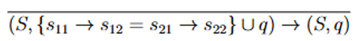 (S, {s₁₁ → s₁₂ = s₂₁ → s₂₂} ∪ q) → (S, q)